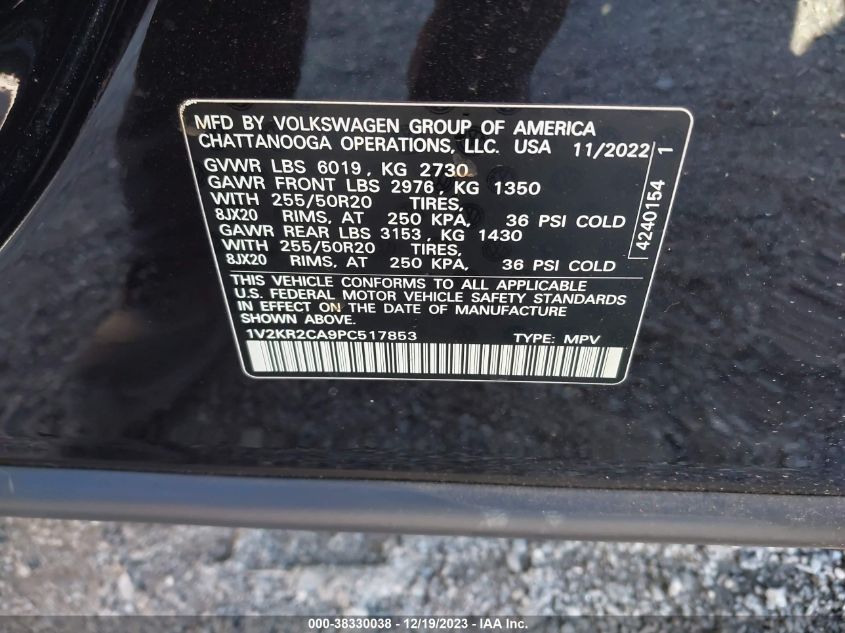 MFD BY VOLKSWAGEN GROUP OF AMERICA
CHATTANOOGA OPERATIONS, LLC. USA 11/2022
GVWR LBS 6019, KG 2730
GAWR FRONT LBS 2976, KG 1350
WITH 255/50R20 TIRES,
8JX20 RIMS, AT 250 KPA, 36 PSI COLD
GAWR REAR LBS 3153, KG 1430
WITH 255/50R20 TIRES,
8JX20 RIMS, AT 250 KPA, 36 PSI COLD
THIS VEHICLE CONFORMS TO ALL APPLICABLE
U.S. FEDERAL MOTOR VEHICLE SAFETY STANDARDS
IN EFFECT ON THE DATE OF MANUFACTURE
SHOWN ABOVE.
1V2KR2CA9PC517853 TYPE: MPV
4240154 1
000-38330038 - 12/19/2023 - IAA Inc.